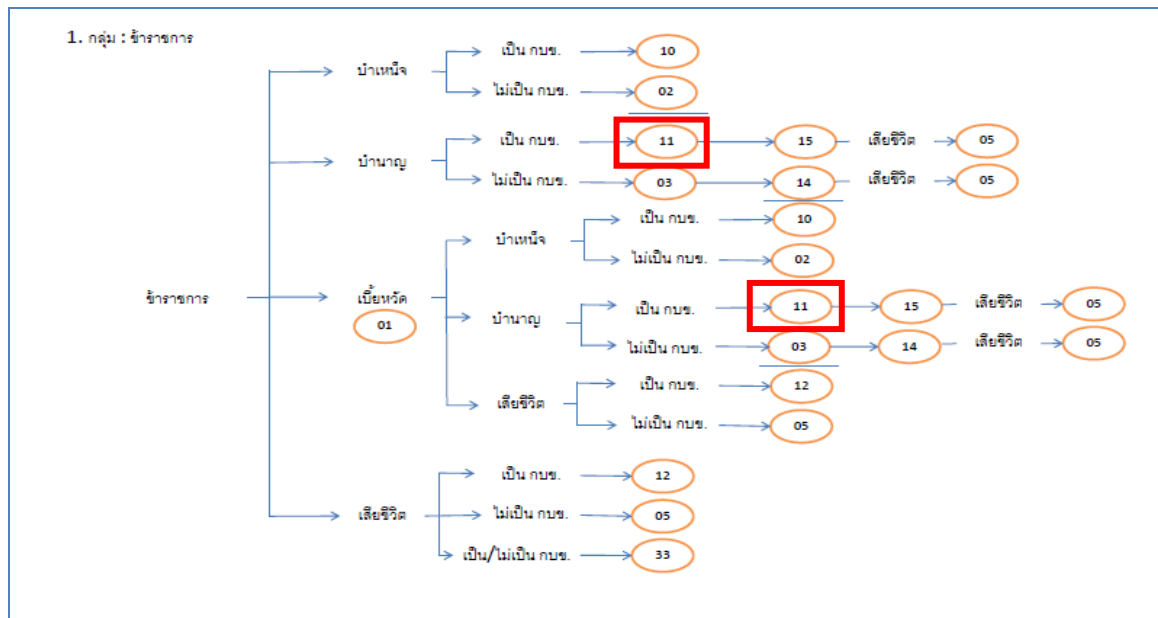 1. กลุ่ม : ข้าราชการ
เป็น กบข. 10
บำเหน็จ
ไม่เป็น กบข. 02
เป็น กบข. 11 15 เสียชีวิต 05
บำนาญ
ไม่เป็น กบข. 03 14 เสียชีวิต 05
เป็น กบข. 10
บำเหน็จ
ไม่เป็น กบข. 02
ข้าราชการ เบี้ยหวัด
01
เป็น กบข. 11 15 เสียชีวิต 05
บำนาญ
ไม่เป็น กบข. 03 14 เสียชีวิต 05
เป็น กบข. 12
เสียชีวิต
ไม่เป็น กบข. 05
เป็น กบข. 12
เสียชีวิต ไม่เป็น กบข. 05
เป็น/ไม่เป็น กบข. 33